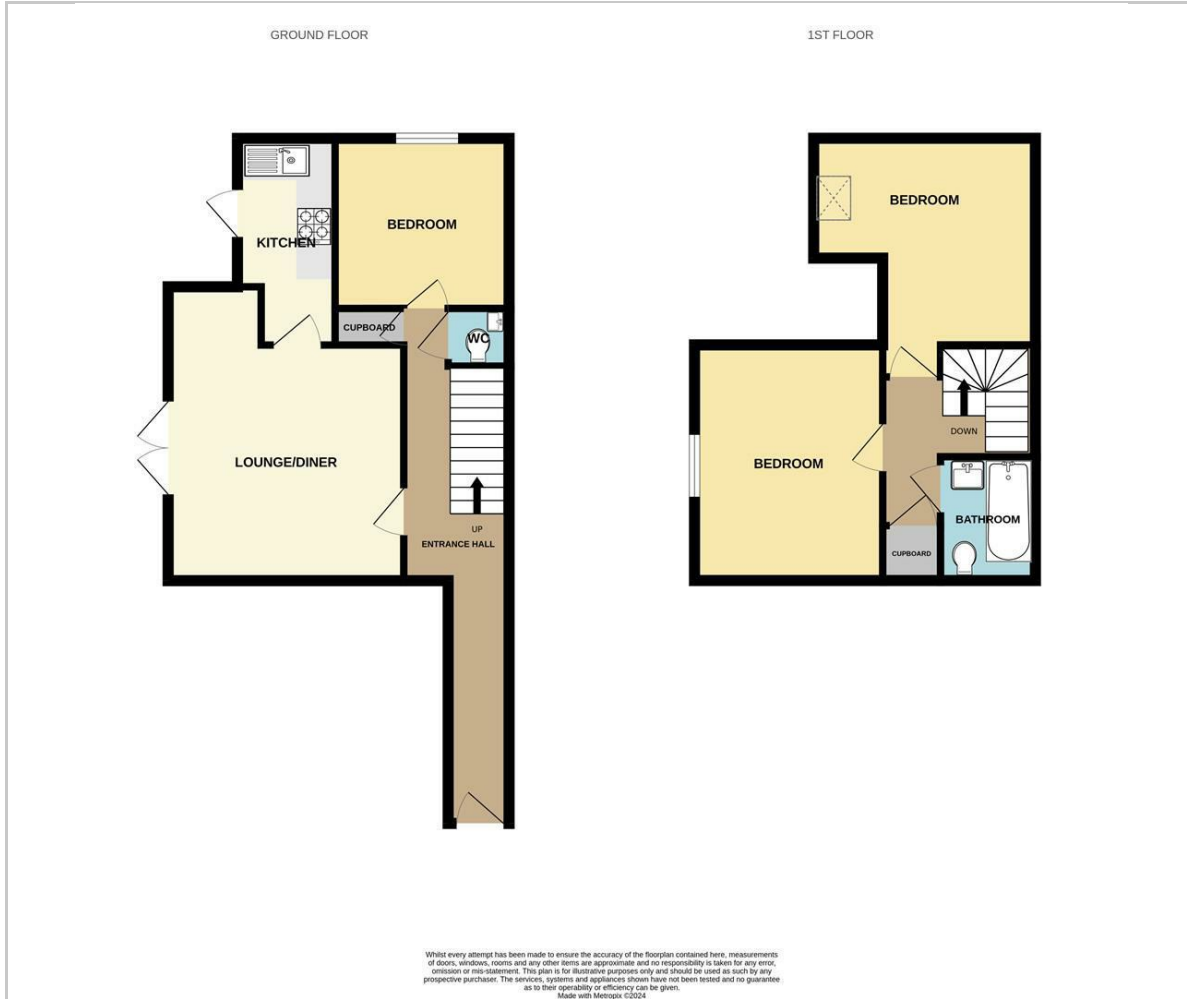 GROUND FLOOR
1ST FLOOR
BEDROOM
KITCHEN
CUPBOARD
WC
LOUNGE/DINER
UP
ENTRANCE HALL
BEDROOM
BEDROOM
DOWN
BATHROOM
CUPBOARD
Whilst every attempt has been made to ensure the accuracy of the floorplan contained here, measurements
of doors, windows, rooms and any other items are approximate and no responsibility is taken for any error,
omission or mis-statement. This plan is for illustrative purposes only and should be used as such by any
prospective purchaser. The services, systems and appliances shown have not been tested and no guarantee
as to their operability or efficiency can be given.
Made with Metropix ©2024